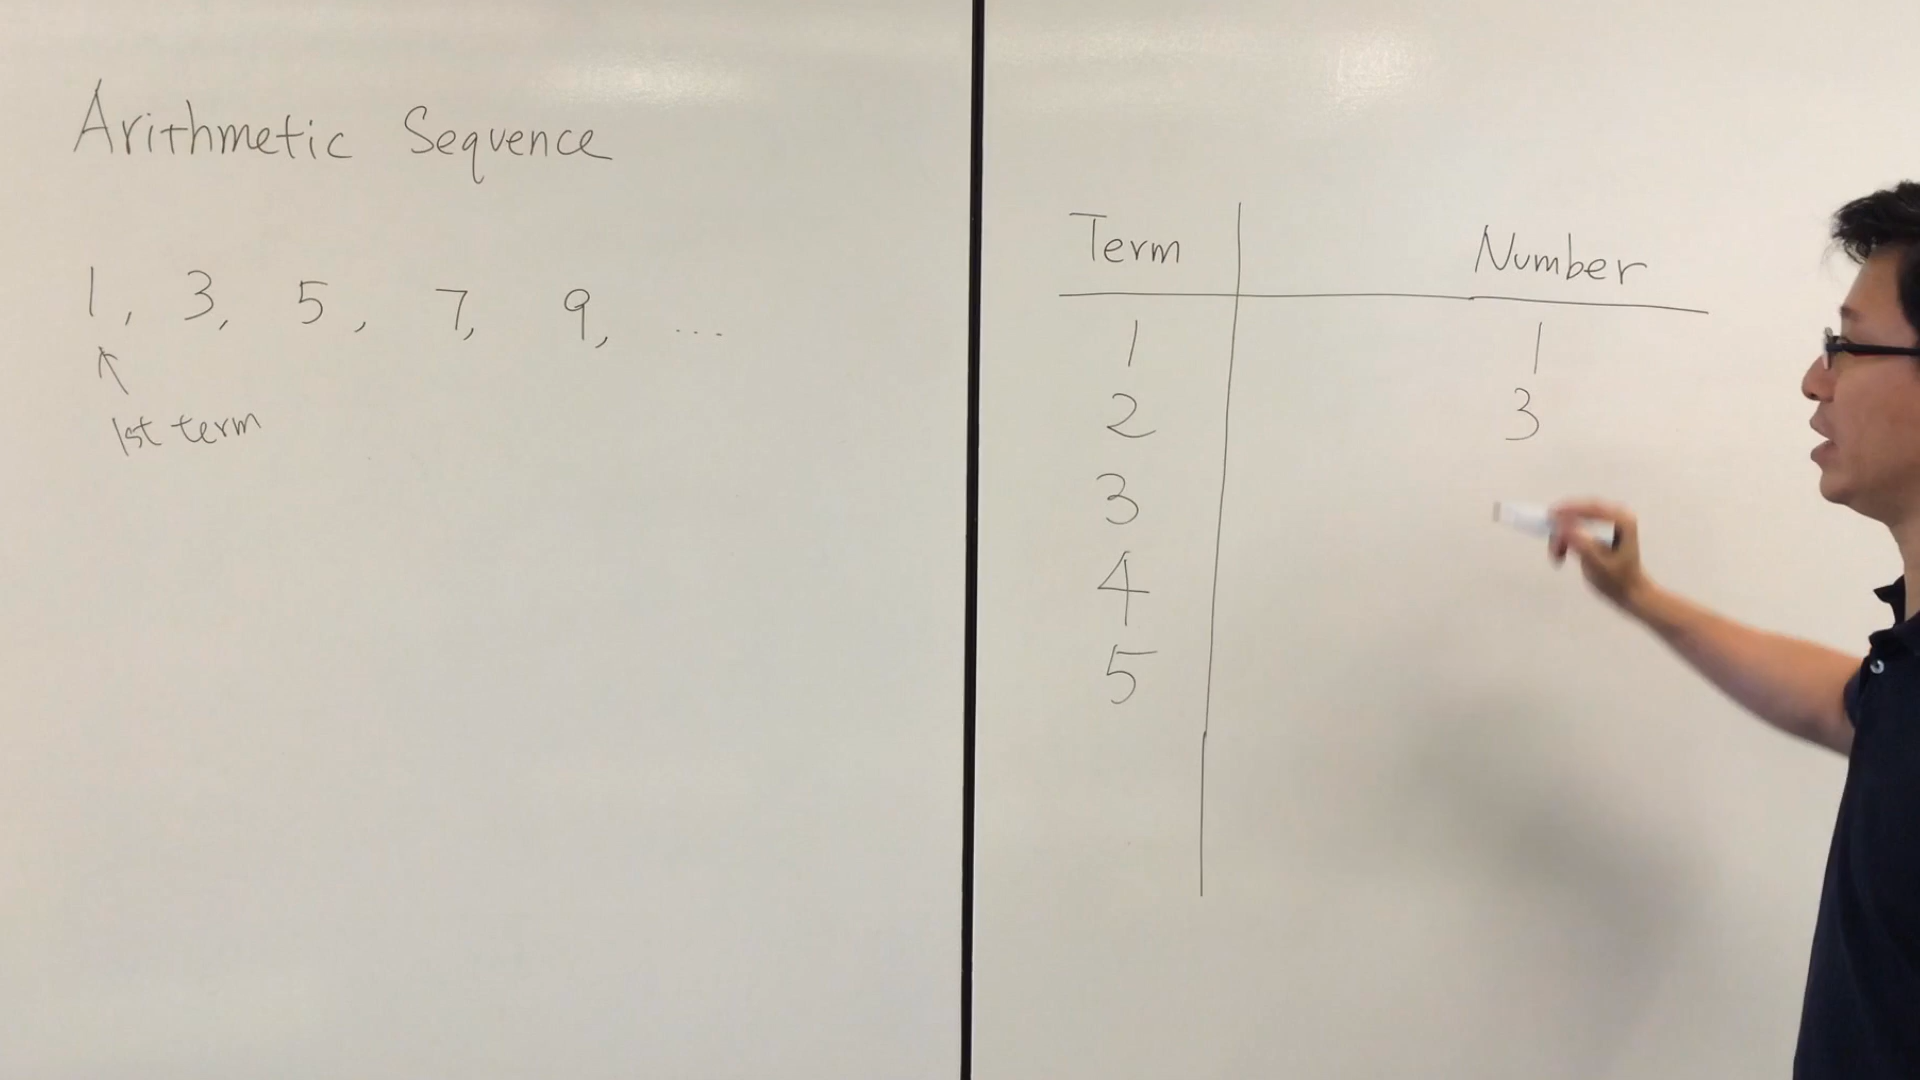 Arithmetic Sequence
1, 3, 5, 7, 9, ...
1st term
Term Number
1 1
2 3
3
4
5